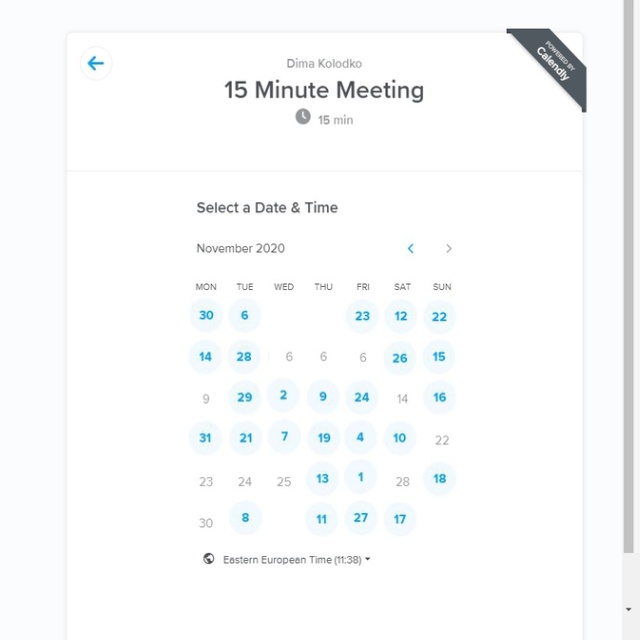 POWERED BY
Calendly
Dima Kolodko
15 Minute Meeting
15 min
Select a Date & Time
November 2020
MON TUE WED THU FRI SAT SUN
30 6 23 12 22
14 28 6 6 6 26 15
9 29 2 9 24 14 16
31 21 7 19 4 10 22
23 24 25 13 1 28 18
30 8 11 27 17
Eastern European Time (11:38)